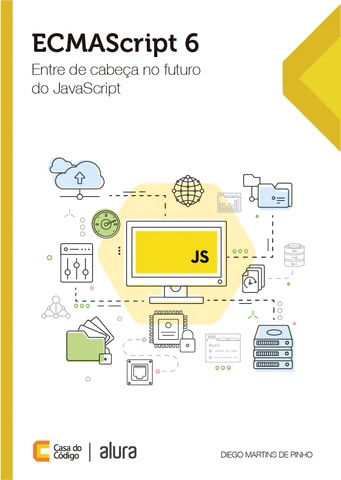 ECMAScript 6
Entre de cabeça no futuro
do JavaScript
JS
Casa do
Código
alura
DIEGO MARTINS DE PINHO